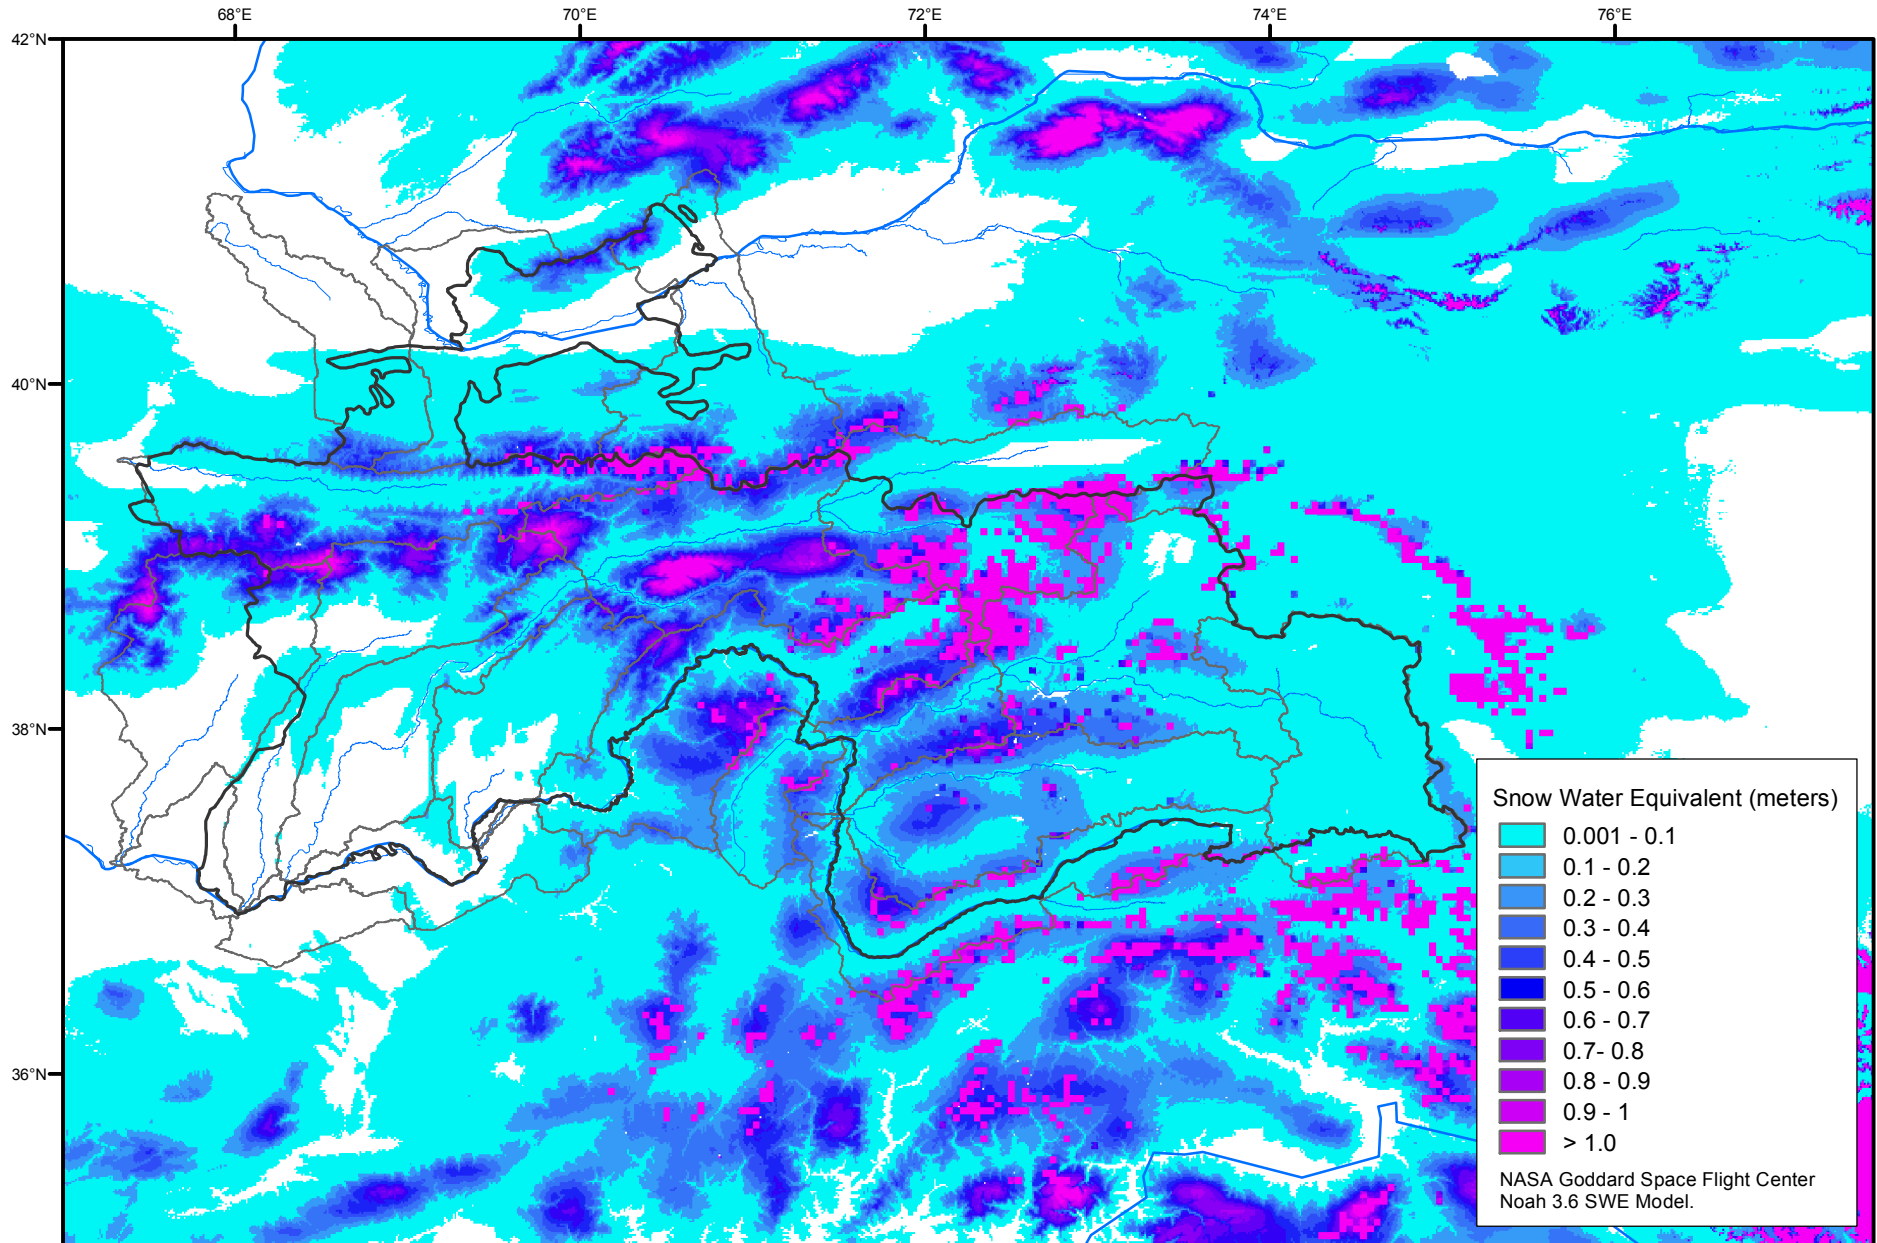 68°E 70°E 72°E 74°E 76°E
42°N
40°N
38°N
36°N
Snow Water Equivalent (meters)
0.001 - 0.1
0.1 - 0.2
0.2 - 0.3
0.3 - 0.4
0.4 - 0.5
0.5 - 0.6
0.6 - 0.7
0.7- 0.8
0.8 - 0.9
0.9 - 1
> 1.0
NASA Goddard Space Flight Center
Noah 3.6 SWE Model.